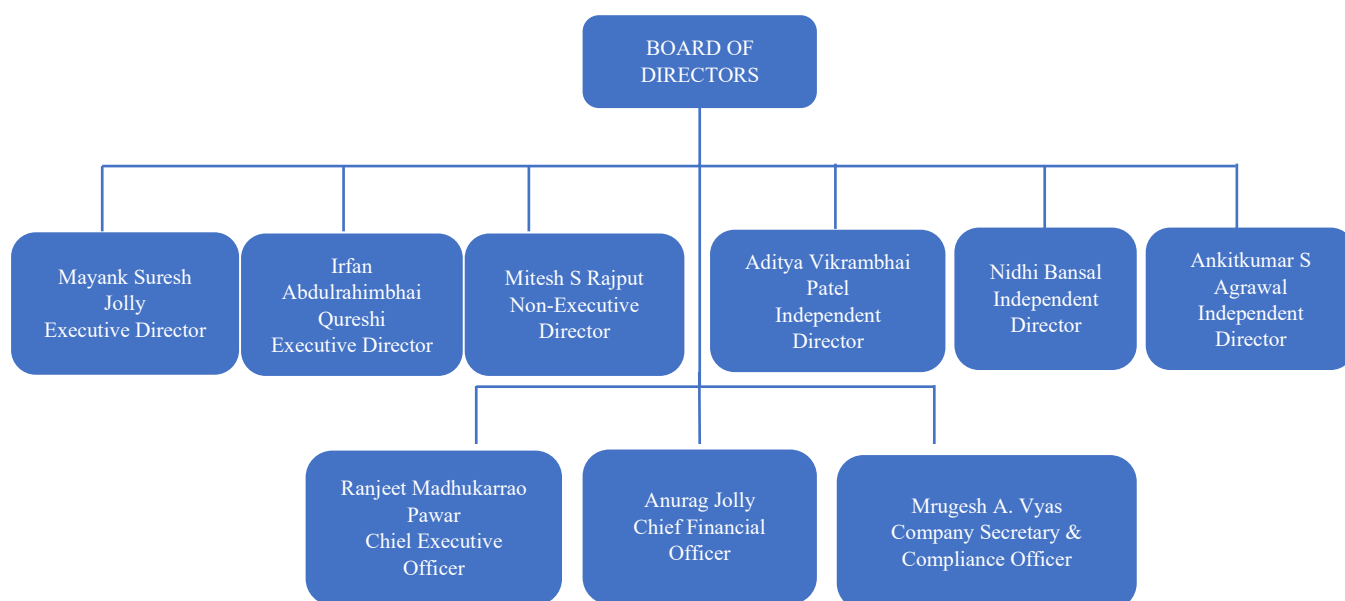 BOARD OF
DIRECTORS
Mayank Suresh
Jolly
Executive Director
Irfan
Abdulrahimbhai
Qureshi
Executive Director
Mitesh S Rajput
Non-Executive
Director
Aditya Vikrambhai
Patel
Independent
Director
Nidhi Bansal
Independent
Director
Ankitkumar S
Agrawal
Independent
Director
Ranjeet Madhukarrao
Pawar
Chiel Executive
Officer
Anurag Jolly
Chief Financial
Officer
Mrugesh A. Vyas
Company Secretary &
Compliance Officer